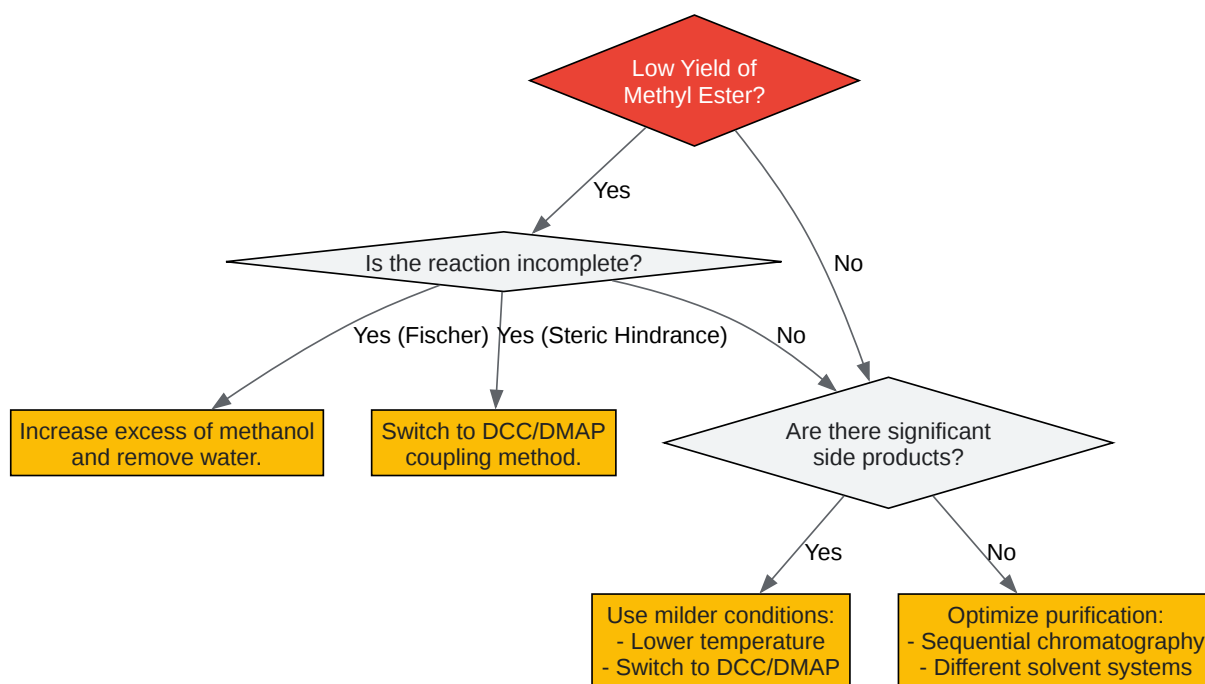 Low Yield of
Methyl Ester?
Yes
No
Is the reaction incomplete?
Yes (Fischer)
Yes (Steric Hindrance)
No
Increase excess of methanol
and remove water.
Switch to DCC/DMAP
coupling method.
Are there significant
side products?
Yes
No
Use milder conditions:
- Lower temperature
- Switch to DCC/DMAP
Optimize purification:
- Sequential chromatography
- Different solvent systems